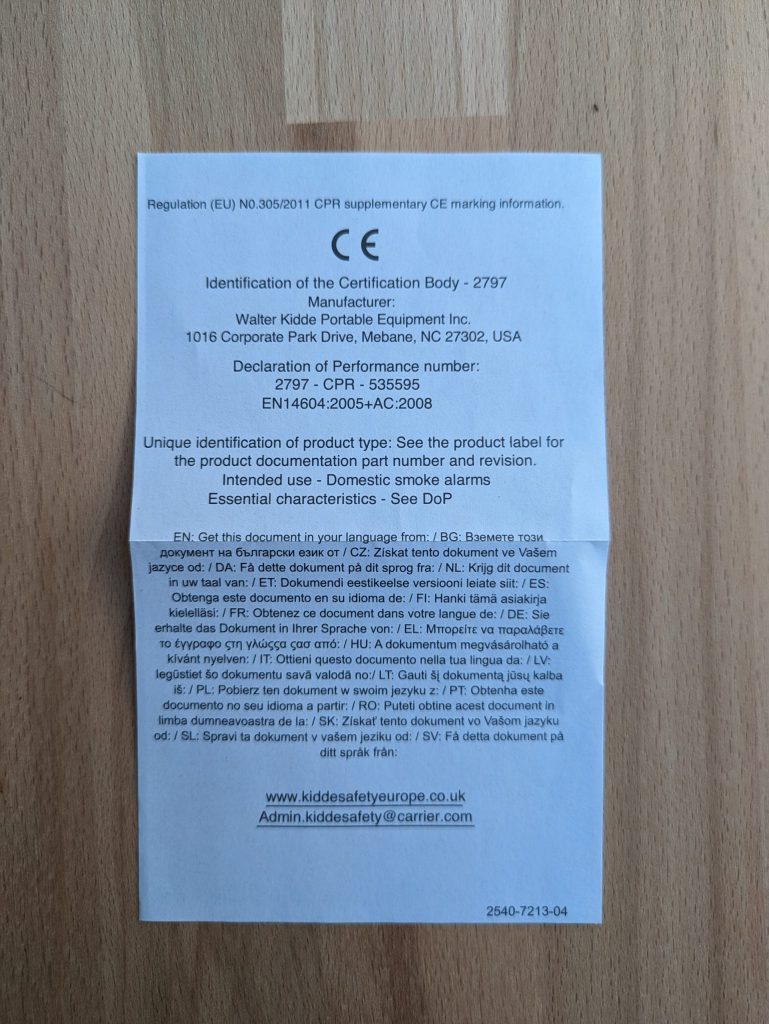 Regulation (EU) N0.305/2011 CPR supplementary CE marking information.
CE
Identification of the Certification Body - 2797
Manufacturer:
Walter Kidde Portable Equipment Inc.
1016 Corporate Park Drive, Mebane, NC 27302, USA
Declaration of Performance number:
2797 - CPR - 535595
EN14604:2005+AC:2008
Unique identification of product type: See the product label for
the product documentation part number and revision.
Intended use - Domestic smoke alarms
Essential characteristics - See DoP
EN: Get this document in your language from: / BG: Вземете този
документ на български език от / CZ: Získat tento dokument ve Vašem
jazyce od: / DA: Få dette dokument på dit sprog fra: / NL: Krijg dit document
in uw taal van: / ET: Dokumendi eestikeelse versiooni leiate siit: / ES:
Obtenga este documento en su idioma de: / FI: Hanki tämä asiakirja
kielelläsi: / FR: Obtenez ce document dans votre langue de: / DE: Sie
erhalte das Dokument in Ihrer Sprache von: / EL: Μπορείτε να παραλάβετε
το έγγραφο ςτη γλώςςα ςασ από: / HU: A dokumentum megvásárolható a
kívánt nyelven: / IT: Ottieni questo documento nella tua lingua da: / LV:
Iegūstiet šo dokumentu savā valodā no:/ LT: Gauti šį dokumentą jūsų kalba
iš: / PL: Pobierz ten dokument w swoim jezyku z: / PT: Obtenha este
documento no seu idioma a partir: / RO: Puteti obtine acest document in
limba dumneavoastra de la: / SK: Získať tento dokument vo Vašom jazyku
od: / SL: Spravi ta dokument v vašem jeziku od: / SV: Få detta dokument på
ditt språk från:
www.kiddesafetyeurope.co.uk
Admin.kiddesafety@carrier.com
2540-7213-04